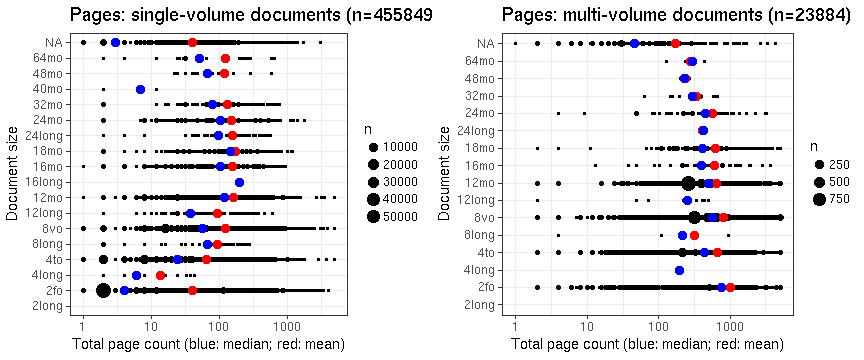 Pages: single-volume documents (n=455849
Document size
NA
64mo
48mo
40mo
32mo
24mo
24long
18mo
16mo
16long
12mo
12long
8vo
8long
4to
4long
2fo
2long
1
10
100
1000
Total page count (blue: median; red: mean)
n
10000
20000
30000
40000
50000
Pages: multi-volume documents (n=23884)
Document size
NA
64mo
48mo
32mo
24mo
24long
18mo
16mo
12mo
12long
8vo
8long
4to
4long
2fo
2long
1
10
100
1000
Total page count (blue: median; red: mean)
n
250
500
750